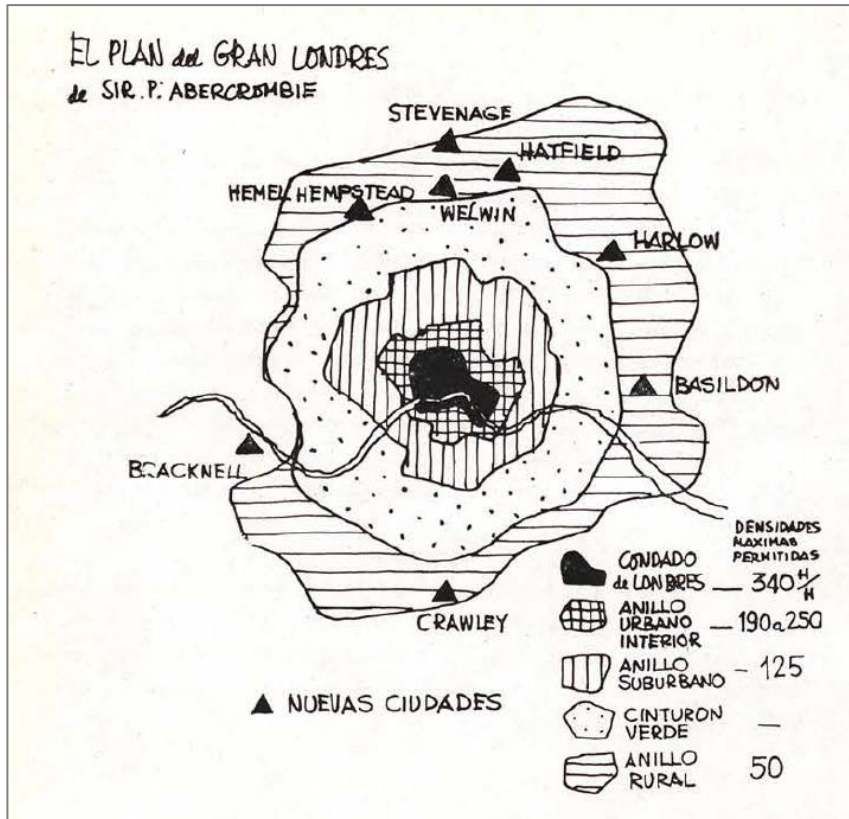 EL PLAN del GRAN LONDRES
de SIR. P. ABERCROMBIE
STEVENAGE
HATFIELD
HEMEL HEMPSTEAD
WELWIN
HARLOW
BASILDON
BRACKNELL
CRAWLEY
DENSIDADES
MAXIMAS
PERMITIDAS
CONDADO
de LONDRES — 340 H/H
ANILLO
URBANO
INTERIOR — 190 a 250
ANILLO
SUBURBANO - 125
CINTURON
VERDE —
ANILLO
RURAL 50
NUEVAS CIUDADES